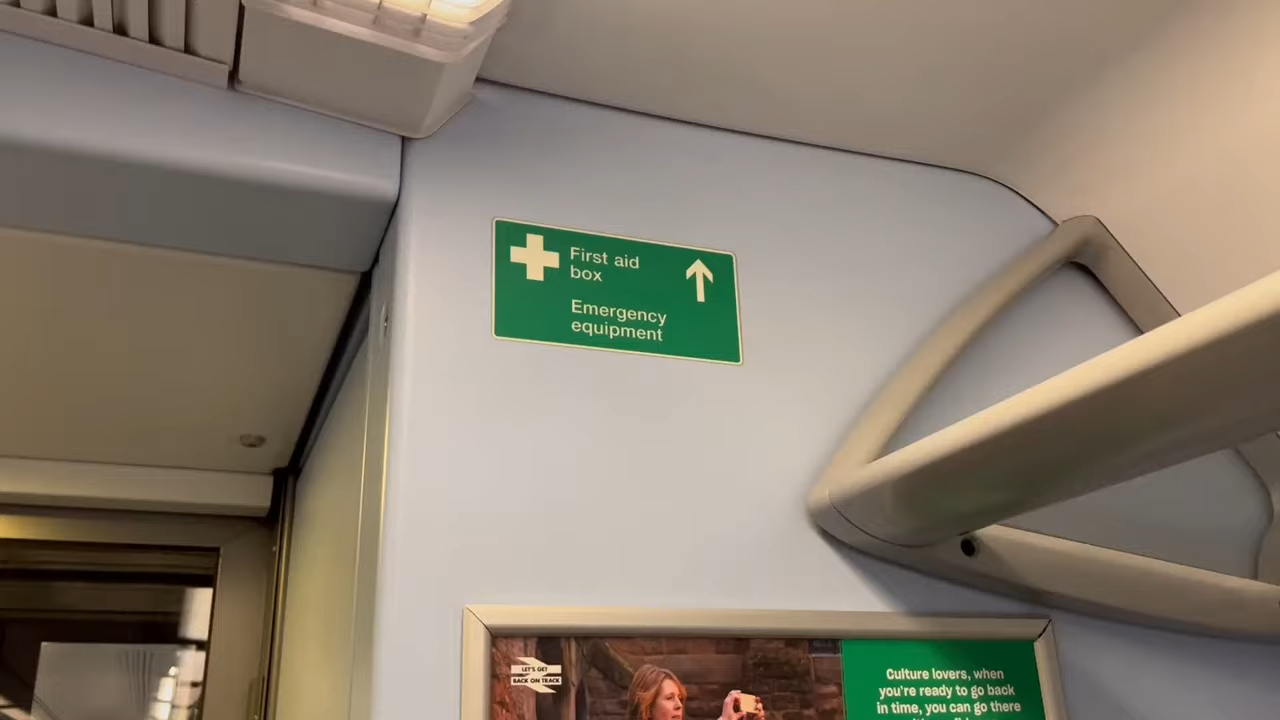 First aid
box
Emergency
equipment
LET'S GET
BACK ON TRACK
Culture lovers, when
you're ready to go back
in time, you can go there